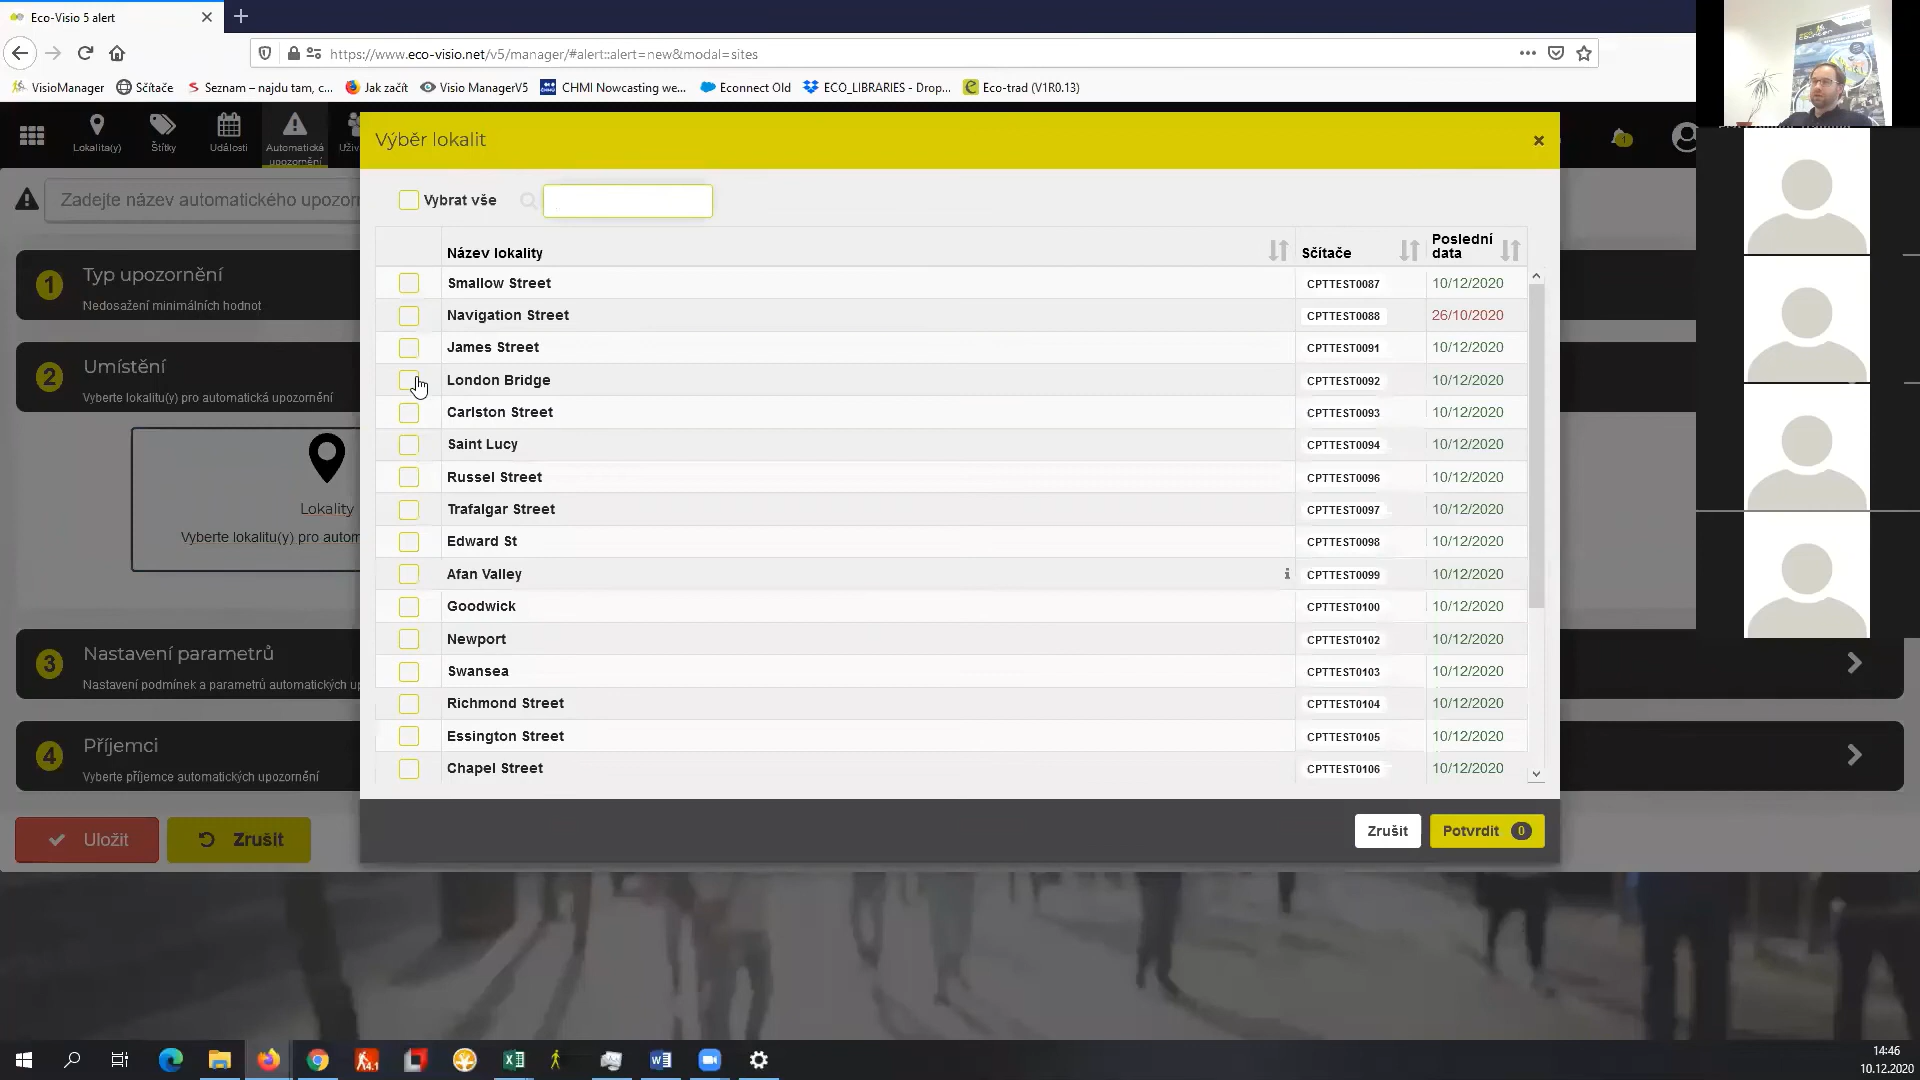 Eco-Visio 5 alert
https://www.eco-visio.net/v5/manager/#alert::alert=new&modal=sites
VisioManager
Sčítače
Seznam – najdu tam, c...
Jak začít
Visio ManagerV5
CHMI Nowcasting we...
Econnect Old
ECO_LIBRARIES - Drop...
Eco-trad (V1R0.13)
Lokalita(y)
Štítky
Události
Automatická upozornění
Uživ
1
Výběr lokalit
Zadejte název automatického upozor
Vybrat vše
Název lokality
Sčítače
Poslední data
Smallow Street CPTTEST0087 10/12/2020
Navigation Street CPTTEST0088 26/10/2020
James Street CPTTEST0091 10/12/2020
London Bridge CPTTEST0092 10/12/2020
Carlston Street CPTTEST0093 10/12/2020
Saint Lucy CPTTEST0094 10/12/2020
Russel Street CPTTEST0096 10/12/2020
Trafalgar Street CPTTEST0097 10/12/2020
Edward St CPTTEST0098 10/12/2020
Afan Valley i CPTTEST0099 10/12/2020
Goodwick CPTTEST0100 10/12/2020
Newport CPTTEST0102 10/12/2020
Swansea CPTTEST0103 10/12/2020
Richmond Street CPTTEST0104 10/12/2020
Essington Street CPTTEST0105 10/12/2020
Chapel Street CPTTEST0106 10/12/2020
Zrušit
Potvrdit 0
1 Typ upozornění
Nedosažení minimálních hodnot
2 Umístění
Vyberte lokalitu(y) pro automatická upozornění
Lokality
Vyberte lokalitu(y) pro autom
3 Nastavení parametrů
Nastavení podmínek a parametrů automatických up
4 Příjemci
Vyberte příjemce automatických upozornění
Uložit
Zrušit
14:46
10.12.2020